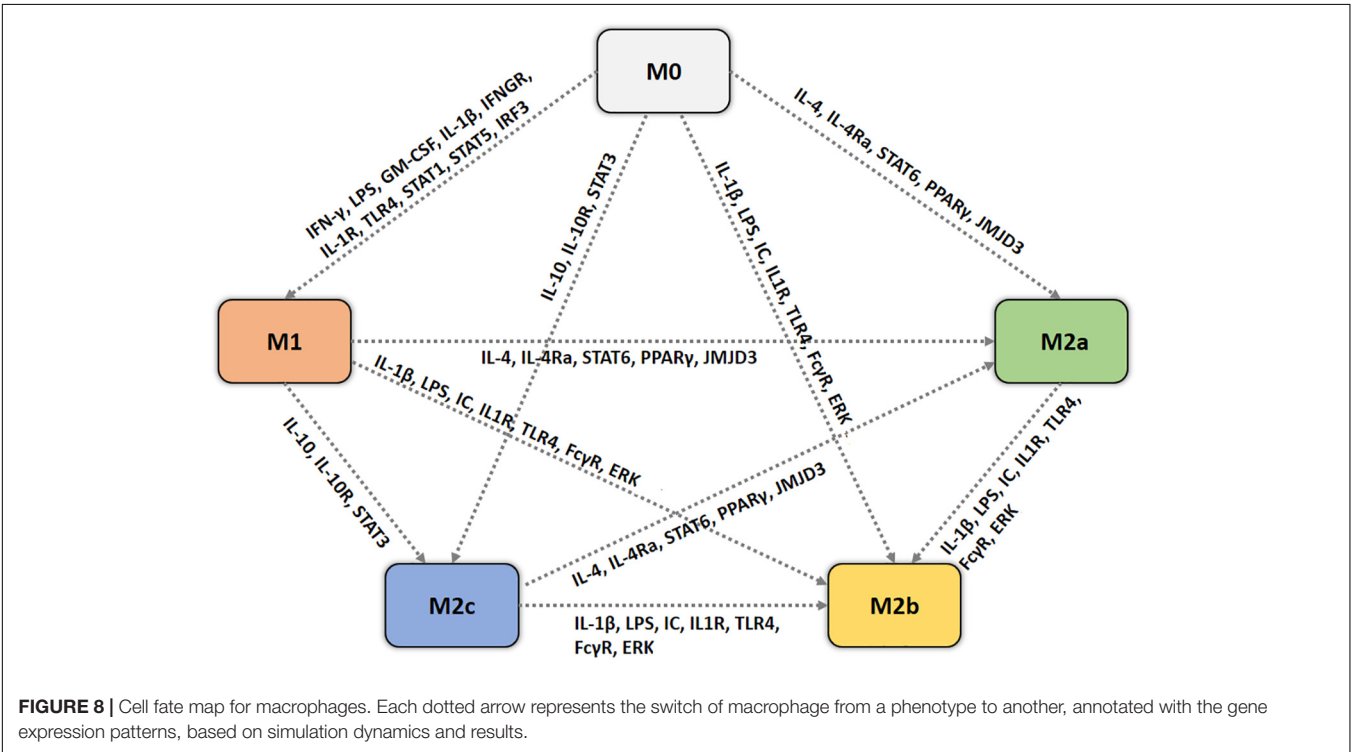 M0
IFN-γ, LPS, GM-CSF, IL-1β, IFNGR,
IL-1R, TLR4, STAT1, STAT5, IRF3
IL-10, IL-10R, STAT3
IL-1β, LPS, IC, IL1R, TLR4, FcγR, ERK
IL-4, IL-4Ra, STAT6, PPARγ, JMJD3
M1
IL-4, IL-4Ra, STAT6, PPARγ, JMJD3
M2a
IL-10, IL-10R, STAT3
IL-1β, LPS, IC, IL1R, TLR4, FcγR, ERK
IL-4, IL-4Ra, STAT6, PPARγ, JMJD3
IL-1β, LPS, IC, IL1R, TLR4,
FcγR, ERK
M2c
IL-1β, LPS, IC, IL1R, TLR4,
FcγR, ERK
M2b
FIGURE 8 | Cell fate map for macrophages. Each dotted arrow represents the switch of macrophage from a phenotype to another, annotated with the gene
expression patterns, based on simulation dynamics and results.